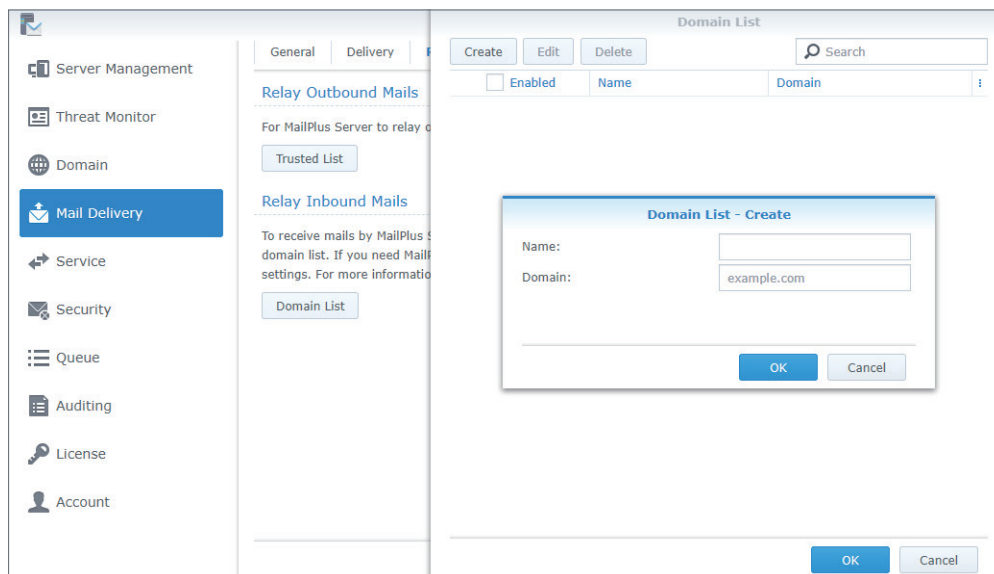 Domain List
General Delivery
Create Edit Delete Search
Enabled Name Domain
Server Management
Threat Monitor
Domain
Mail Delivery
Service
Security
Queue
Auditing
License
Account
Relay Outbound Mails
For MailPlus Server to relay o
Trusted List
Relay Inbound Mails
To receive mails by MailPlus S
domain list. If you need MailP
settings. For more informatio
Domain List
Domain List - Create
Name:
Domain: example.com
OK Cancel
OK Cancel